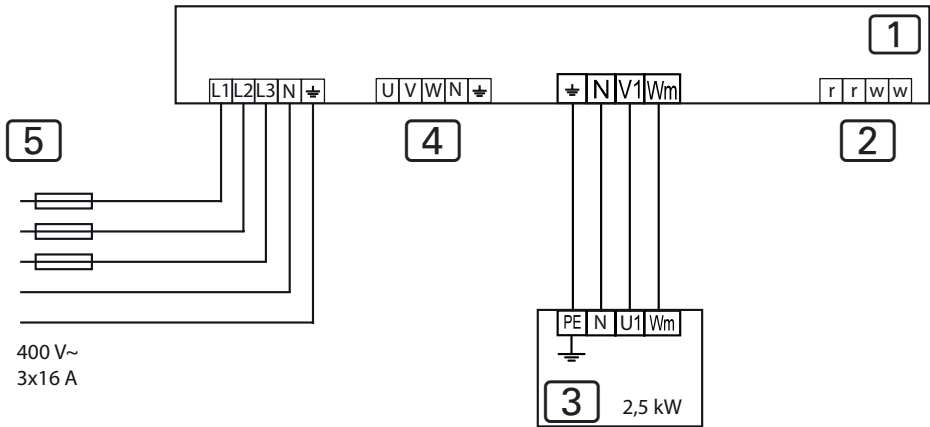 1
L1 L2 L3 N ⏚ U V W N ⏚ ⏚ N V1 Wm r r w w
5 4 2
PE N U1 Wm
400 V~
3x16 A
3 2,5 kW